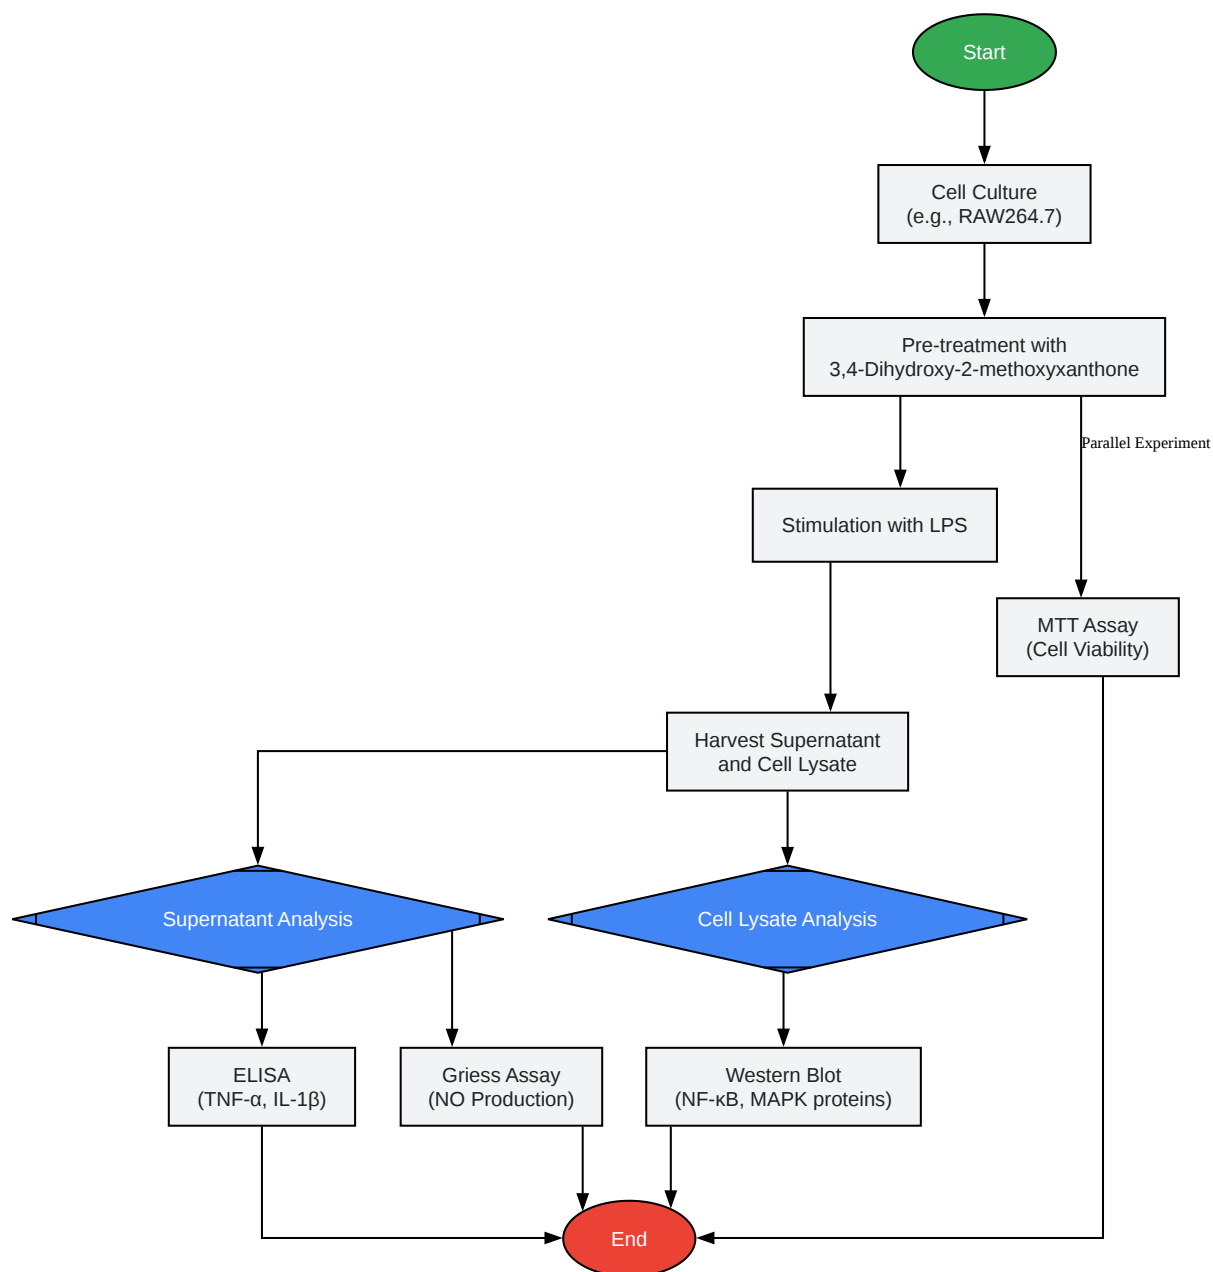 Start
Cell Culture
(e.g., RAW264.7)
Pre-treatment with
3,4-Dihydroxy-2-methoxyxanthone
Parallel Experiment
Stimulation with LPS
MTT Assay
(Cell Viability)
Harvest Supernatant
and Cell Lysate
Supernatant Analysis
Cell Lysate Analysis
ELISA
(TNF-α, IL-1β)
Griess Assay
(NO Production)
Western Blot
(NF-κB, MAPK proteins)
End